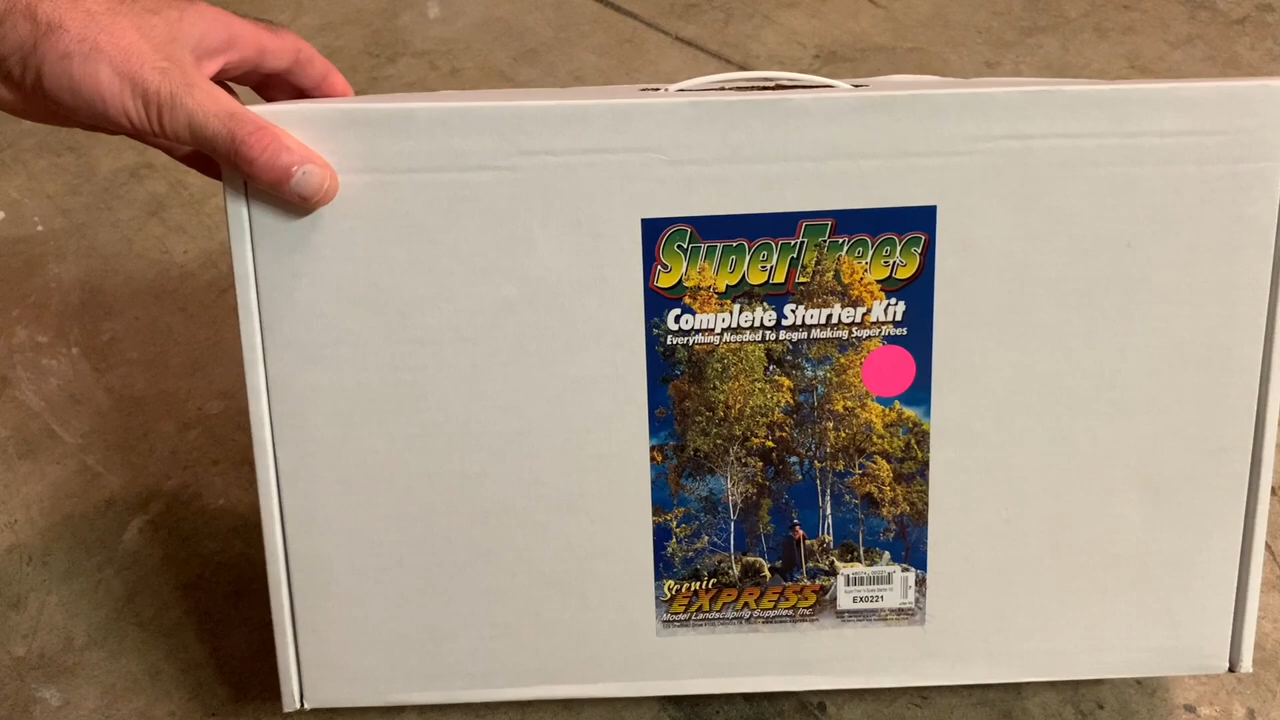 SuperTrees
Complete Starter Kit
Everything Needed To Begin Making SuperTrees
Scenic
EXPRESS
Model Landscaping Supplies, Inc.
EX0221